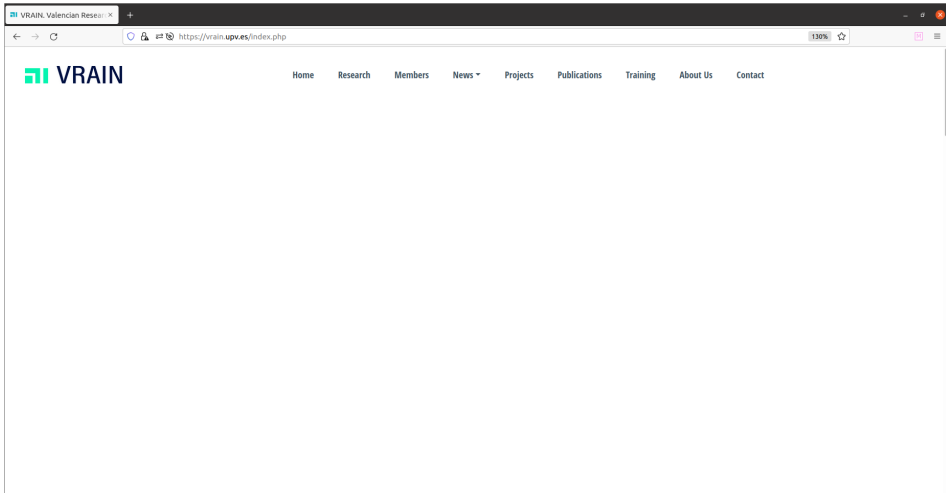 VRAIN. Valencian Resear
https://vrain.upv.es/index.php
130%
VRAIN
Home Research Members News Projects Publications Training About Us Contact